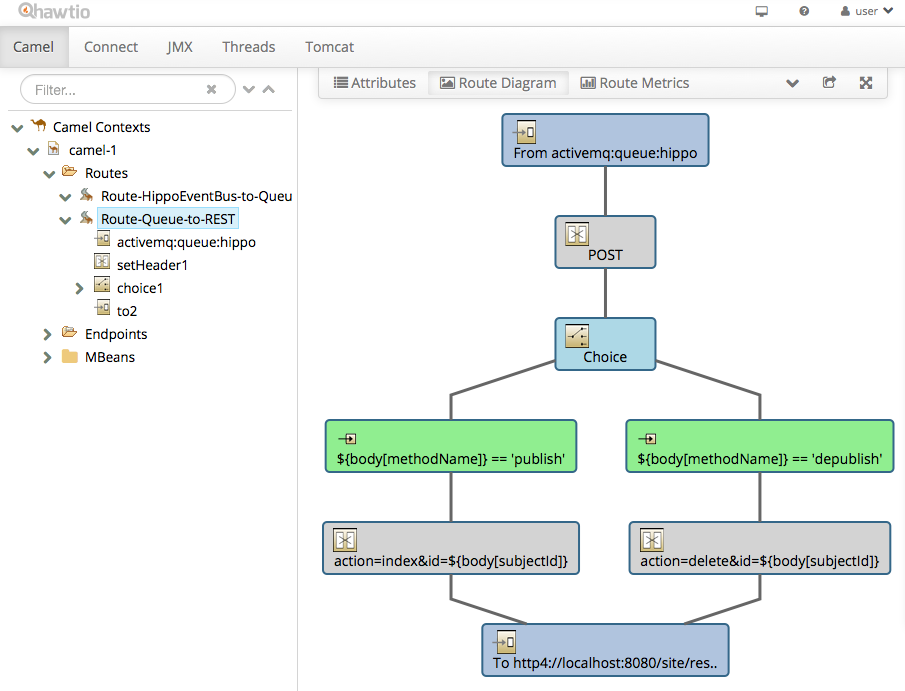 hawtio
user
Camel Connect JMX Threads Tomcat
Filter...
Attributes Route Diagram Route Metrics
Camel Contexts
camel-1
Routes
Route-HippoEventBus-to-Queu
Route-Queue-to-REST
activemq:queue:hippo
setHeader1
choice1
to2
Endpoints
MBeans
From activemq:queue:hippo
POST
Choice
${body[methodName]} == 'publish'
${body[methodName]} == 'depublish'
action=index&id=${body[subjectId]}
action=delete&id=${body[subjectId]}
To http4://localhost:8080/site/res..